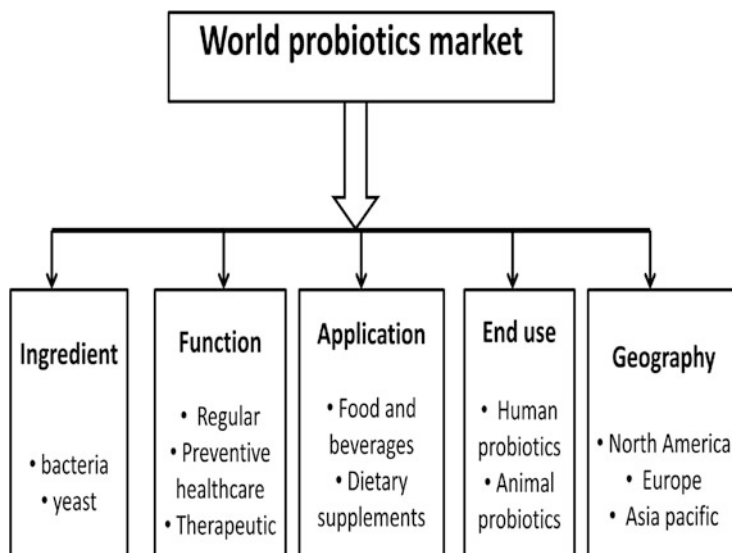 World probiotics market
Ingredient
• bacteria
• yeast
Function
• Regular
• Preventive
healthcare
• Therapeutic
Application
• Food and
beverages
• Dietary
supplements
End use
• Human
probiotics
• Animal
probiotics
Geography
• North America
• Europe
• Asia pacific